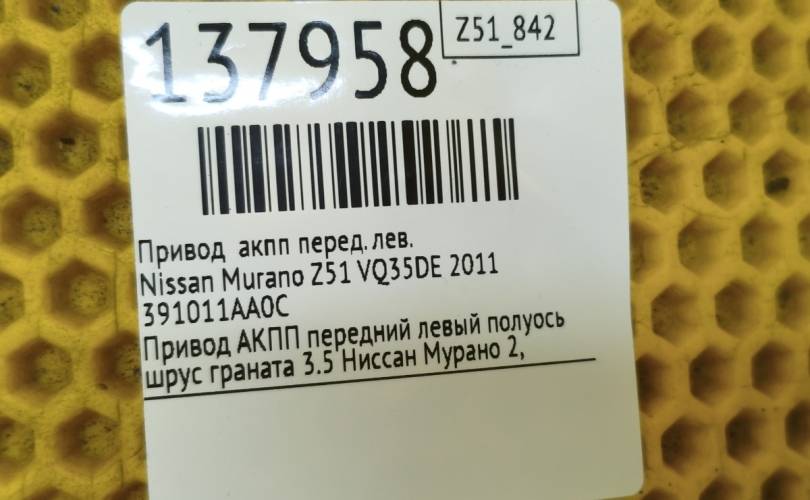 137958
Z51_842
Привод акпп перед. лев.
Nissan Murano Z51 VQ35DE 2011
391011AA0C
Привод АКПП передний левый полуось
шрус граната 3.5 Ниссан Мурано 2,